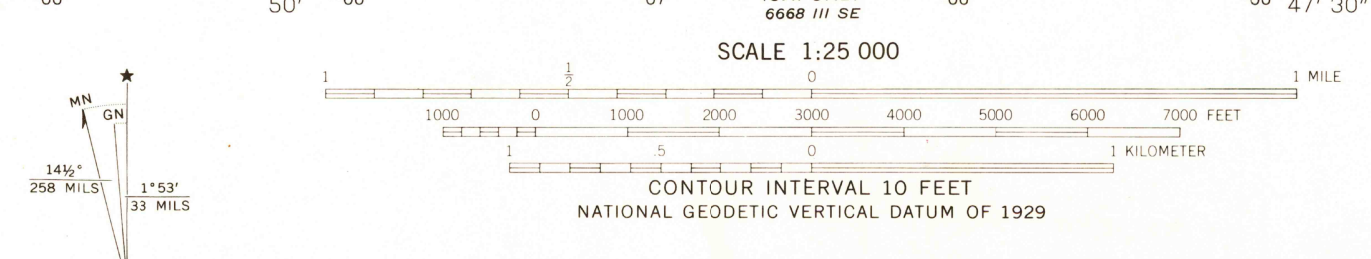 50' 47' 30"
6668 III SE
SCALE 1:25 000
1 ½ 0 1 MILE
1000 0 1000 2000 3000 4000 5000 6000 7000 FEET
1 .5 0 1 KILOMETER
CONTOUR INTERVAL 10 FEET
NATIONAL GEODETIC VERTICAL DATUM OF 1929
★
MN
GN
14½°
258 MILS
1°53'
33 MILS